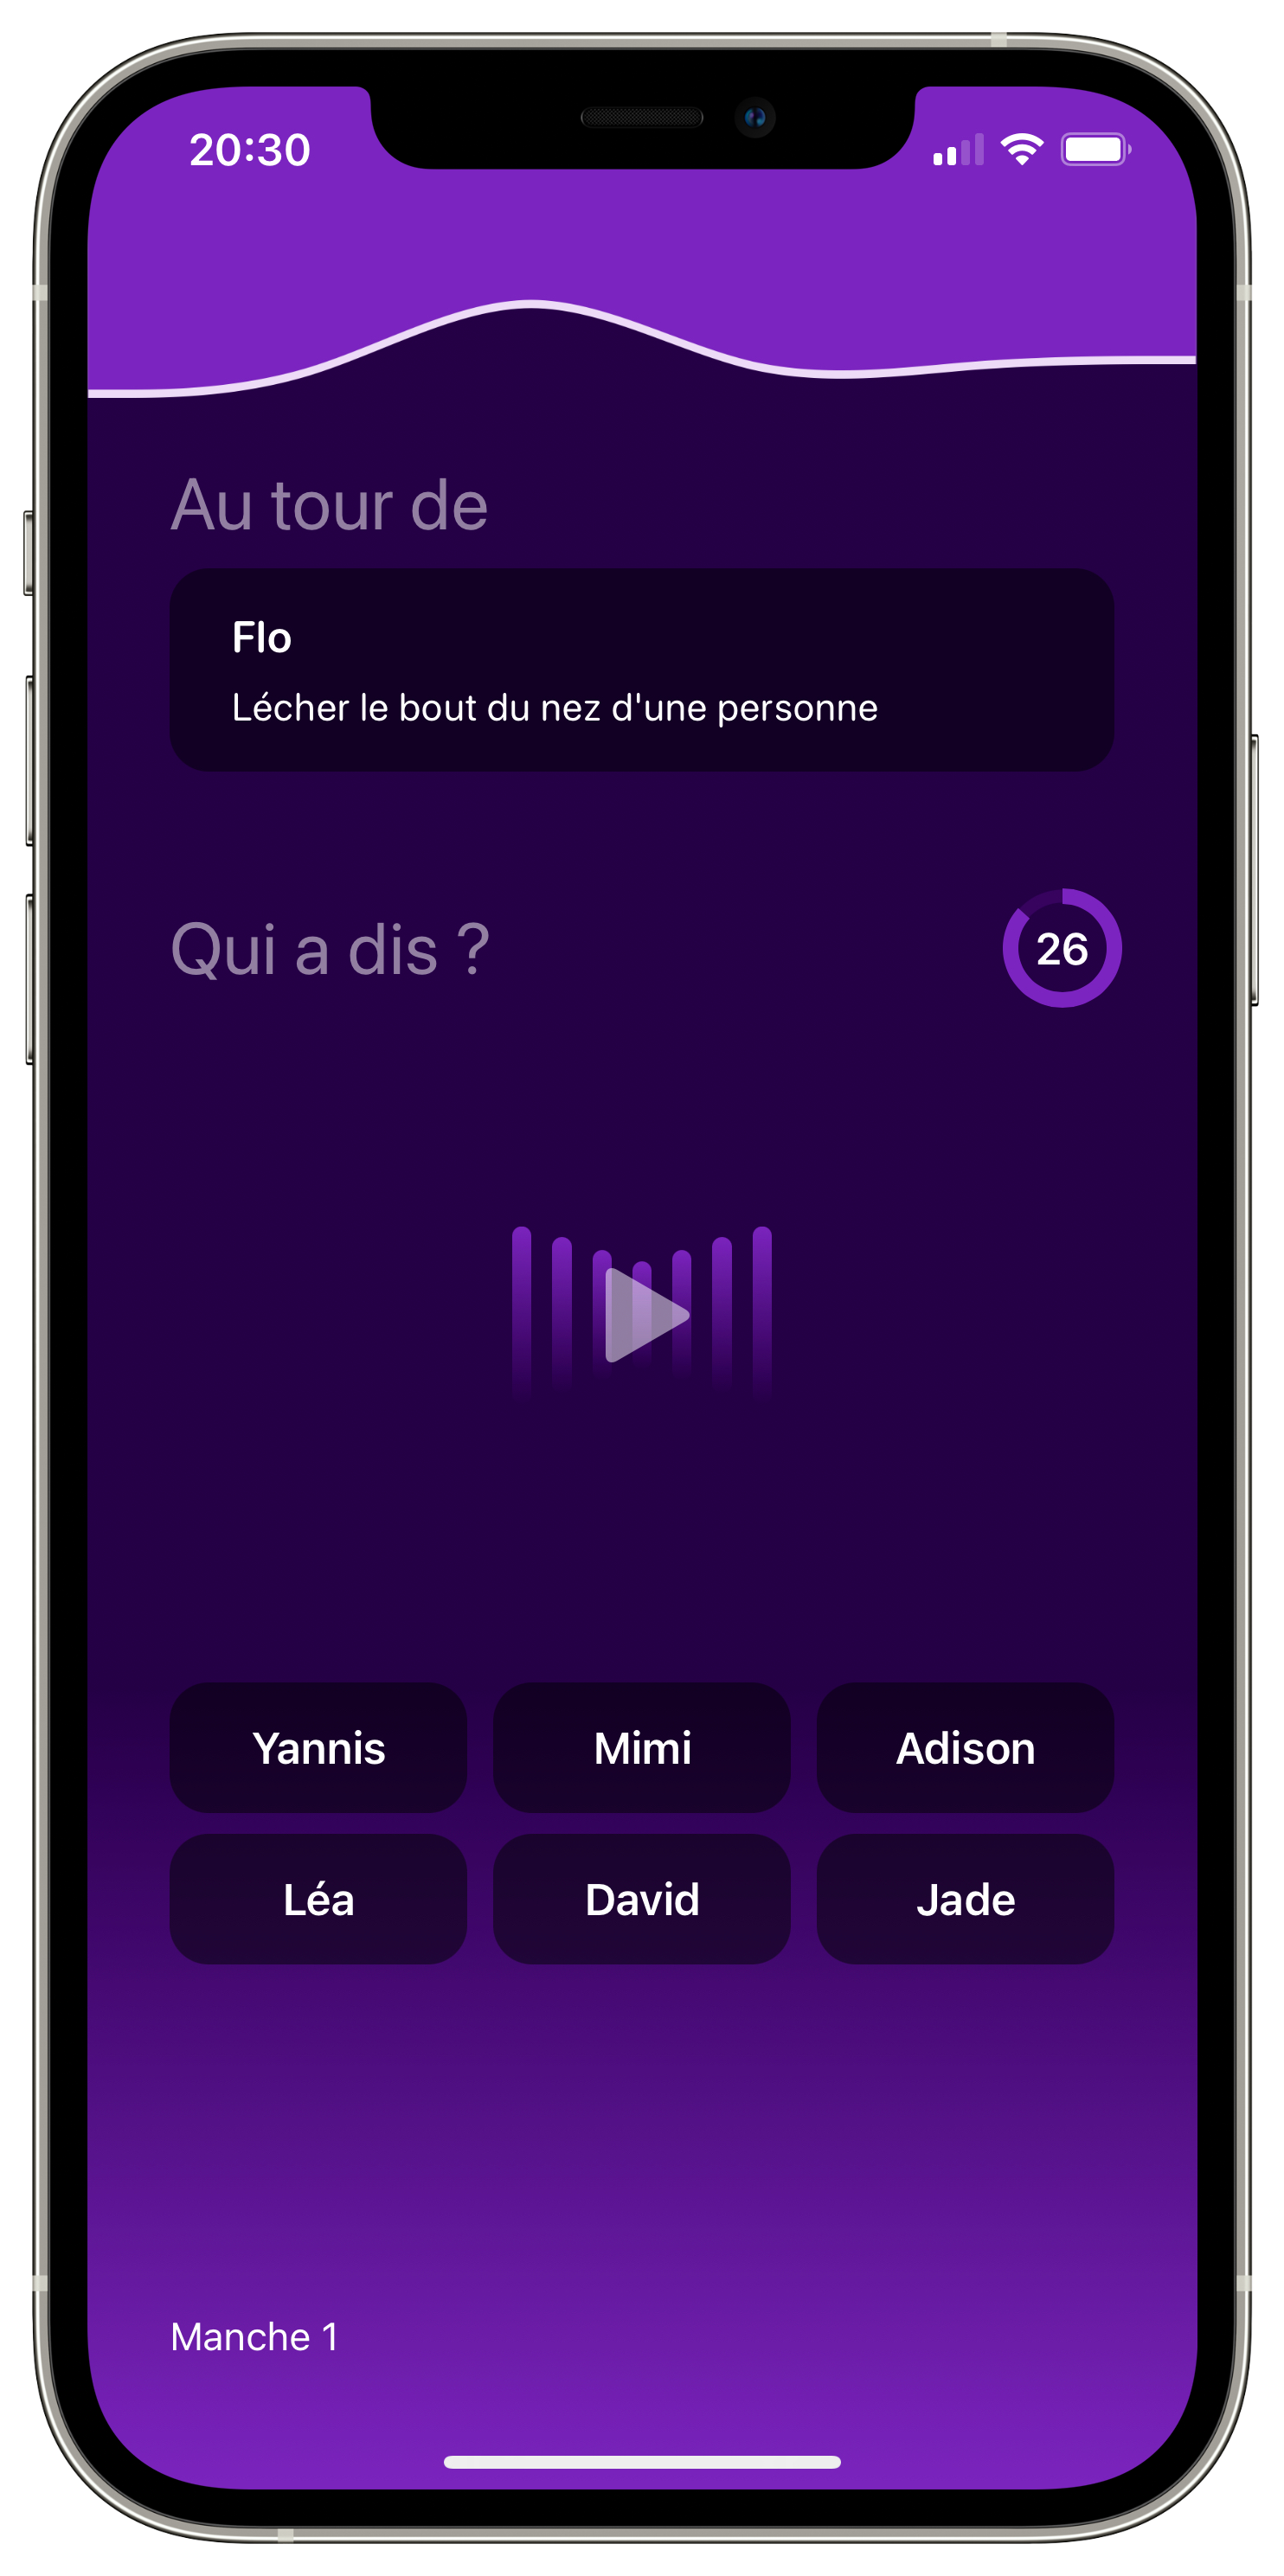 20:30
Au tour de
Flo
Lécher le bout du nez d'une personne
Qui a dis ?
26
Yannis
Mimi
Adison
Léa
David
Jade
Manche 1